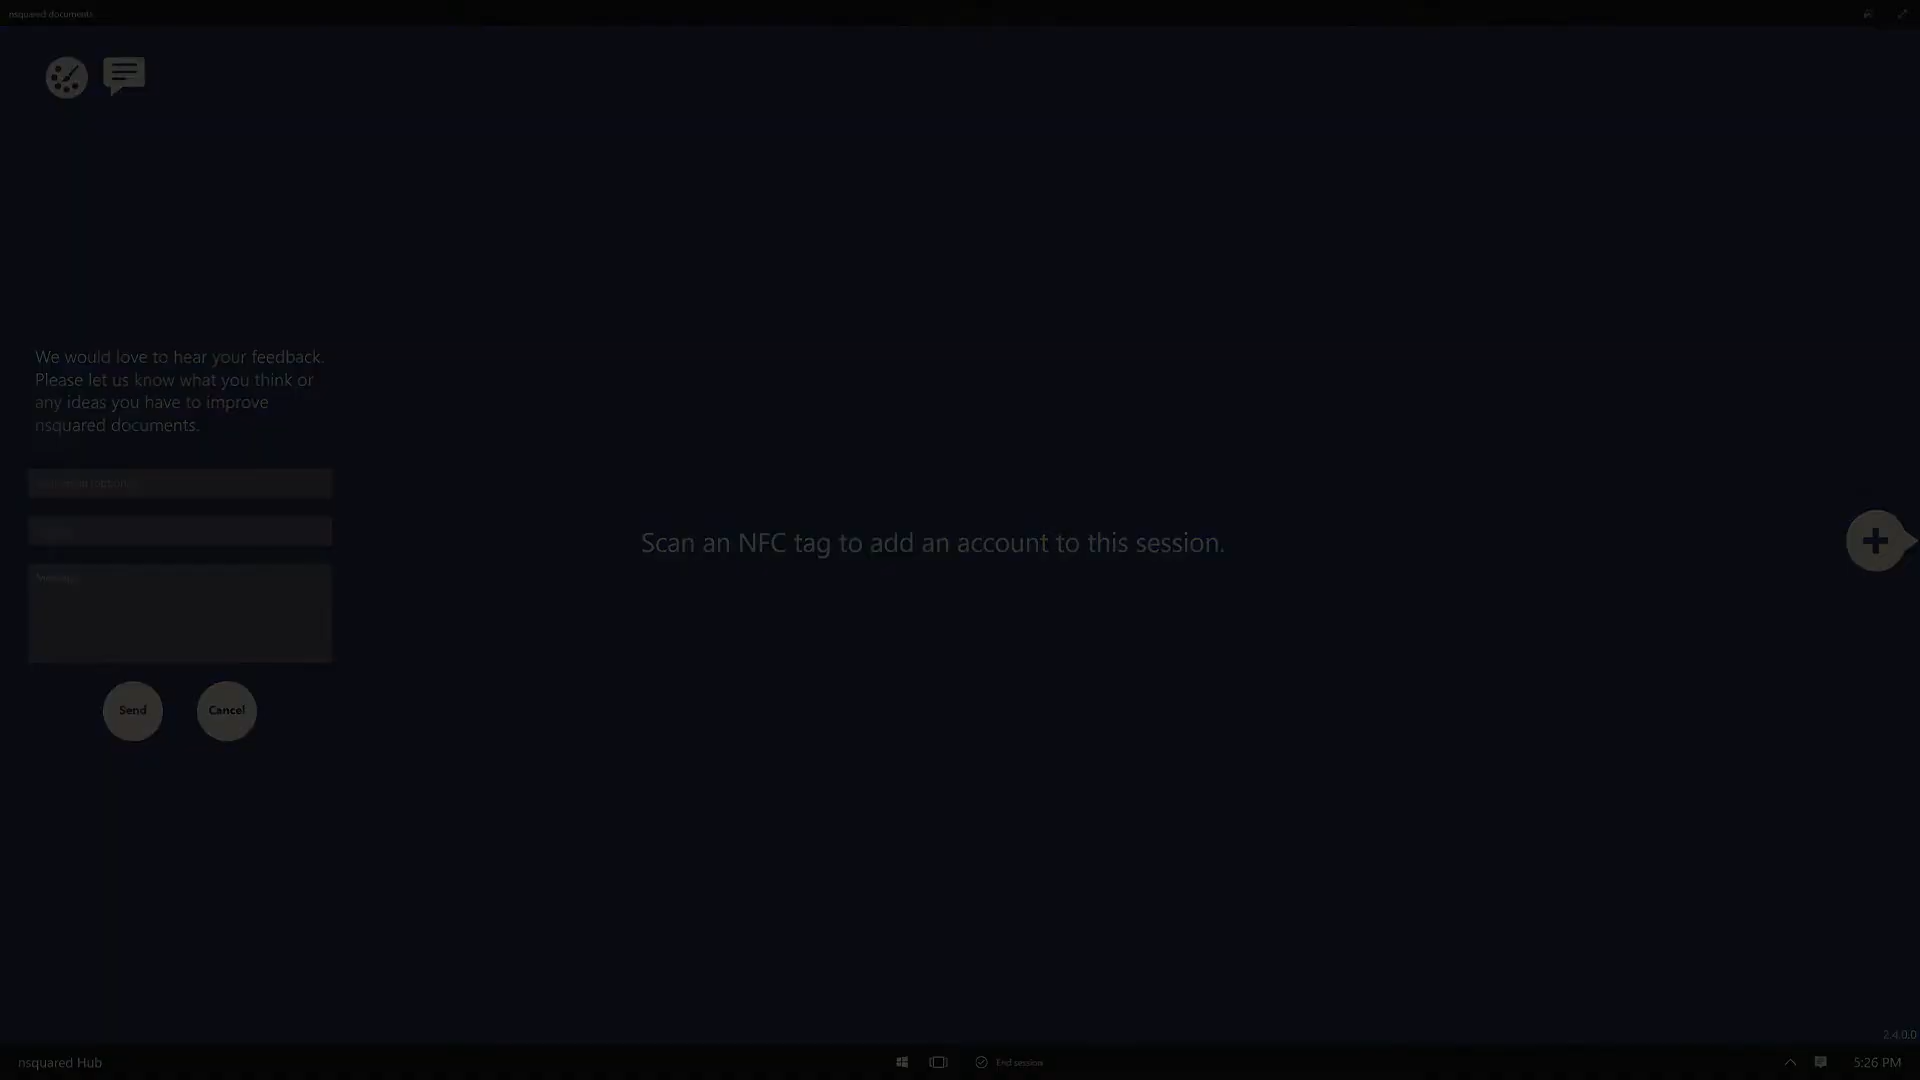 nsquared documents
We would love to hear your feedback.
Please let us know what you think or
any ideas you have to improve
nsquared documents.
Message
Send
Cancel
Scan an NFC tag to add an account to this session.
2.4.0.0
nsquared Hub
End session
5:26 PM